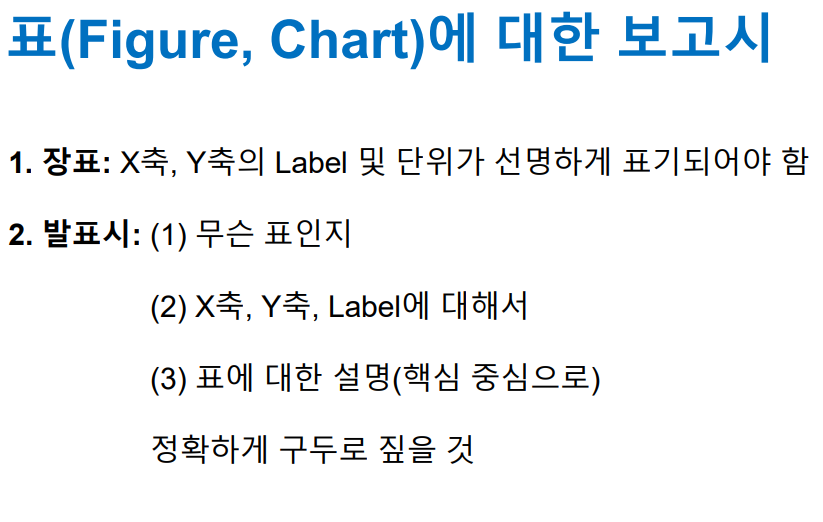 표(Figure, Chart)에 대한 보고시
1. 장표: X축, Y축의 Label 및 단위가 선명하게 표기되어야 함
2. 발표시: (1) 무슨 표인지
(2) X축, Y축, Label에 대해서
(3) 표에 대한 설명(핵심 중심으로)
정확하게 구두로 짚을 것